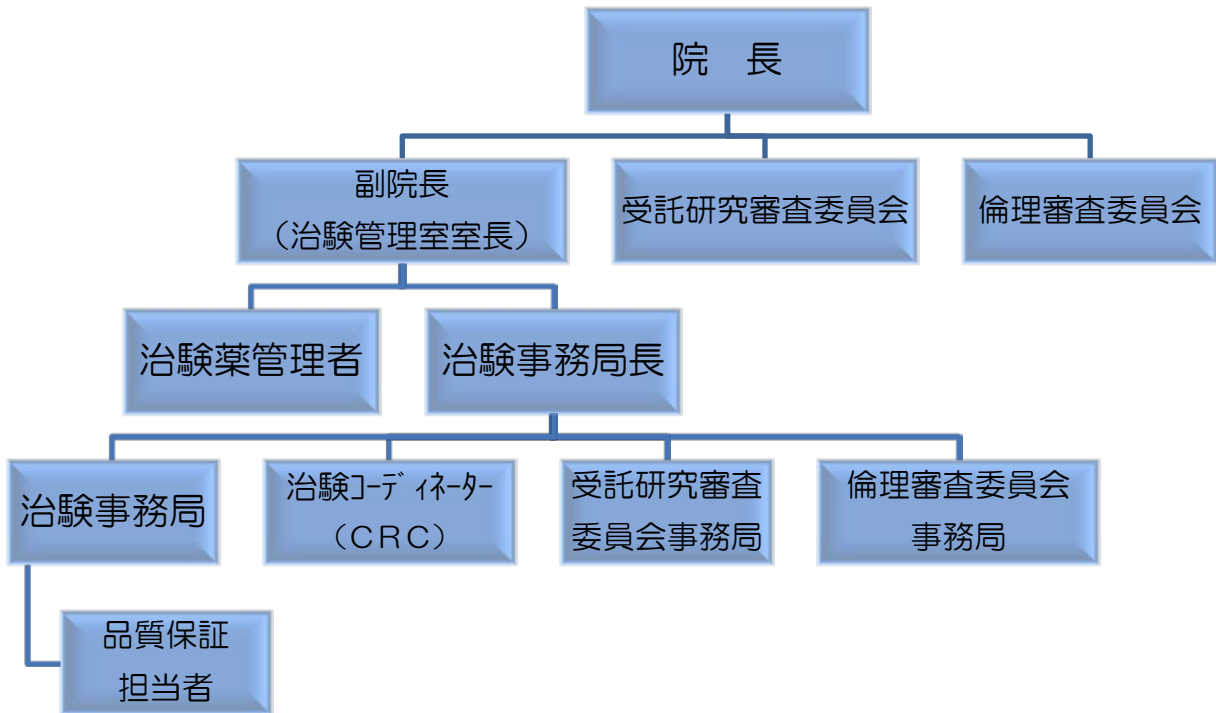 院　長
副院長
（治験管理室室長）
受託研究審査委員会
倫理審査委員会
治験薬管理者
治験事務局長
治験事務局
治験ｺｰﾃﾞｨﾈｰﾀｰ
（ＣＲＣ）
受託研究審査
委員会事務局
倫理審査委員会
事務局
品質保証
担当者